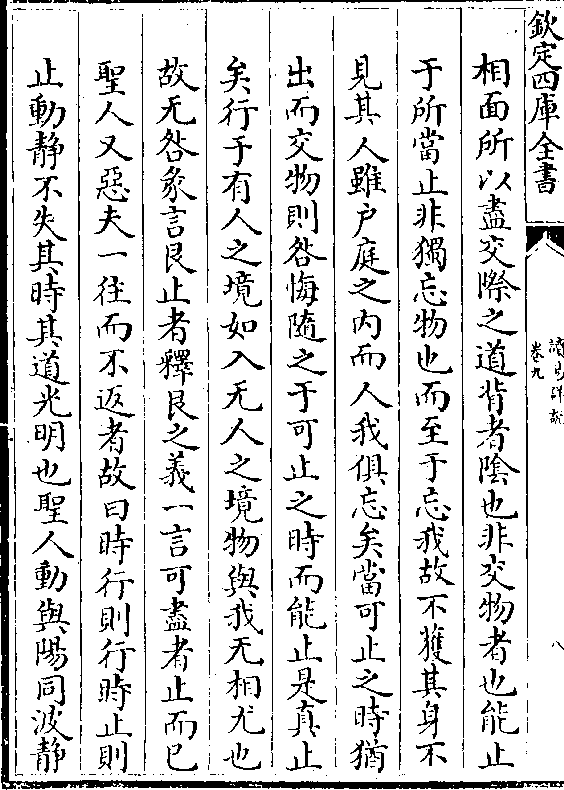 欽定四庫全書
讀易詳說
卷九
八
相面所以盡交際之道背者陰也非交物者也能止
于所當止非獨忘物也而至于忘我故不獲其身不
見其人雖戶庭之内而人我俱忘矣當可止之時猶
出而交物則咎悔隨之于可止之時而能止是真止
矣行于有人之境如入无人之境物與我无相尤也
故无咎彖言艮止者釋艮之義一言可盡者止而已
聖人又惡夫一往而不返者故曰時行則行時止則
止動静不失其時其道光明也聖人動與陽同波静